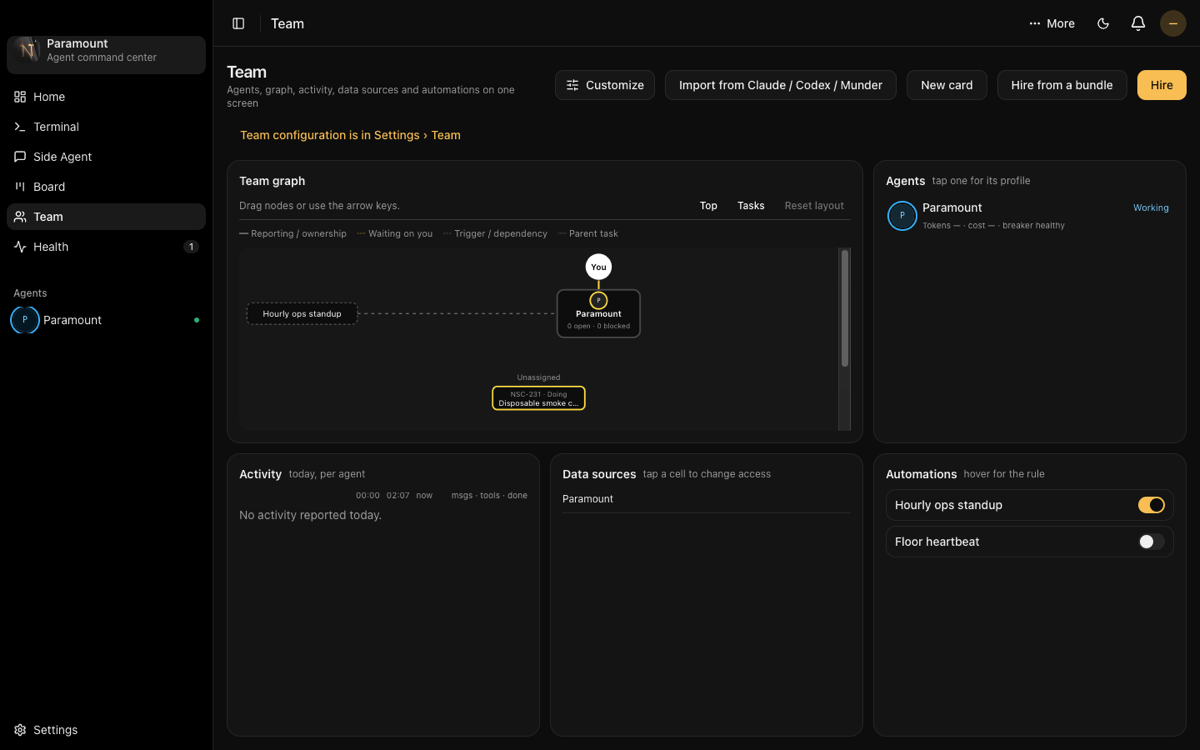 Paramount
Agent command center
Home
Terminal
Side Agent
Board
Team
Health
1
Agents
P
Paramount
Settings
Team
More
Team
Agents, graph, activity, data sources and automations on one
screen
Customize
Import from Claude / Codex / Munder
New card
Hire from a bundle
Hire
Team configuration is in Settings › Team
Team graph
Drag nodes or use the arrow keys.
Top
Tasks
Reset layout
Reporting / ownership
Waiting on you
Trigger / dependency
Parent task
You
Hourly ops standup
P
Paramount
0 open · 0 blocked
Unassigned
NSC-231 · Doing
Disposable smoke c...
Agents tap one for its profile
P
Paramount
Working
Tokens — · cost — · breaker healthy
Activity today, per agent
00:00 02:07 now msgs · tools · done
No activity reported today.
Data sources tap a cell to change access
Paramount
Automations hover for the rule
Hourly ops standup
Floor heartbeat